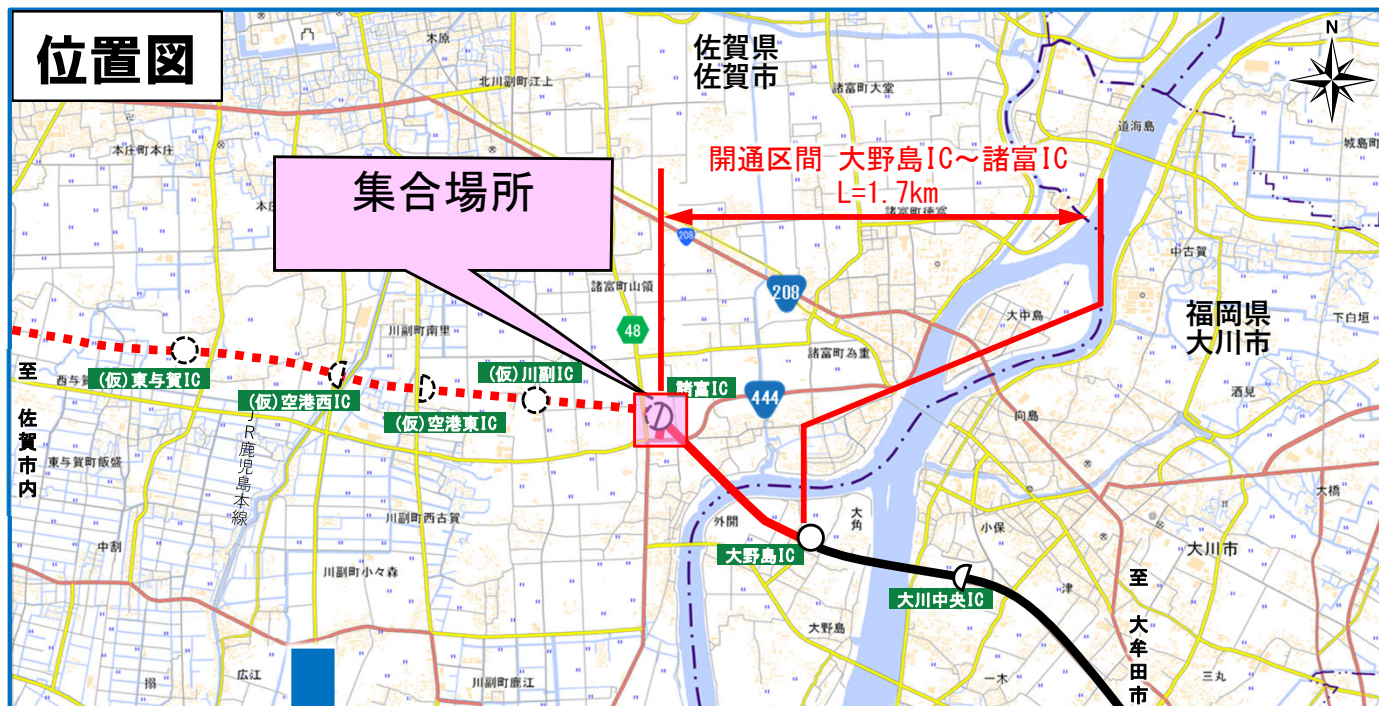 位置図
木原
北川副町江上
佐賀県
佐賀市
諸富町大堂
N
道海島
城島町
本庄町本庄
開通区間 大野島IC～諸富IC
L=1.7km
集合場所
諸富町徳富
208
中古賀
諸富町山領
208
大中島
福岡県
大川市
下白垣
48
川副町南里
諸富町為重
至 佐賀市内
西与賀
(仮)東与賀IC
(仮)空港西IC
(仮)空港東IC
(仮)川副IC
諸富IC
444
酒見
向島
JR鹿児島本線
東与賀町飯盛
大橋
川副町西古賀
外開
大角
小保
中割
大野島IC
大川市
川副町小々森
大川中央IC
津
至 大牟田市
大野島
広江
川副町鹿江
一木
三丸